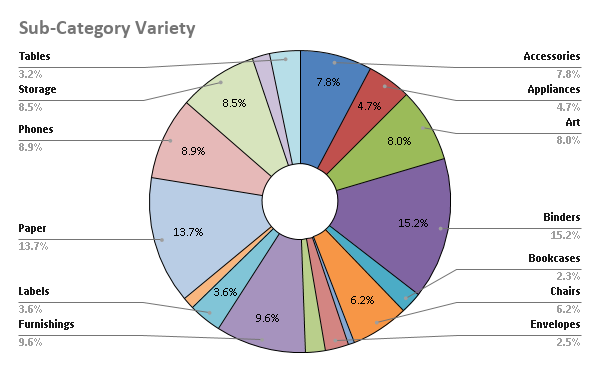 Sub-Category Variety
Tables
3.2%
Storage
8.5%
Phones
8.9%
Paper
13.7%
Labels
3.6%
Furnishings
9.6%
7.8%
4.7%
8.0%
15.2%
6.2%
9.6%
3.6%
13.7%
8.9%
8.5%
Accessories
7.8%
Appliances
4.7%
Art
8.0%
Binders
15.2%
Bookcases
2.3%
Chairs
6.2%
Envelopes
2.5%